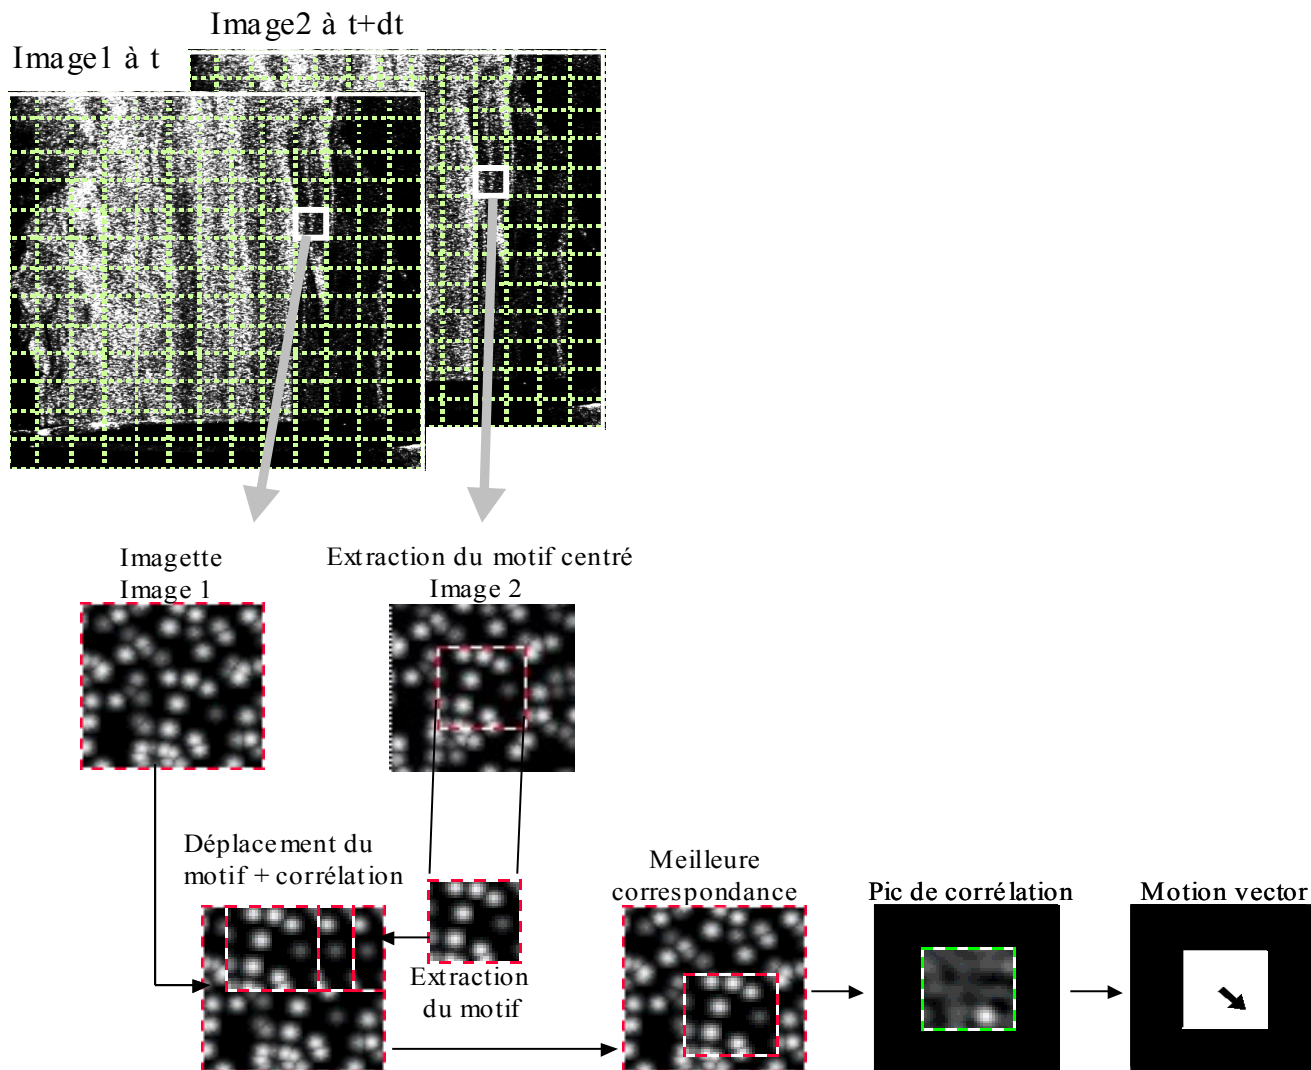 Image2 à t+dt
Image1 à t
Imagette
Image 1
Extraction du motif centré
Image 2
Déplacement du
motif + corrélation
Extraction
du motif
Meilleure
correspondance
Pic de corrélation
Motion vector